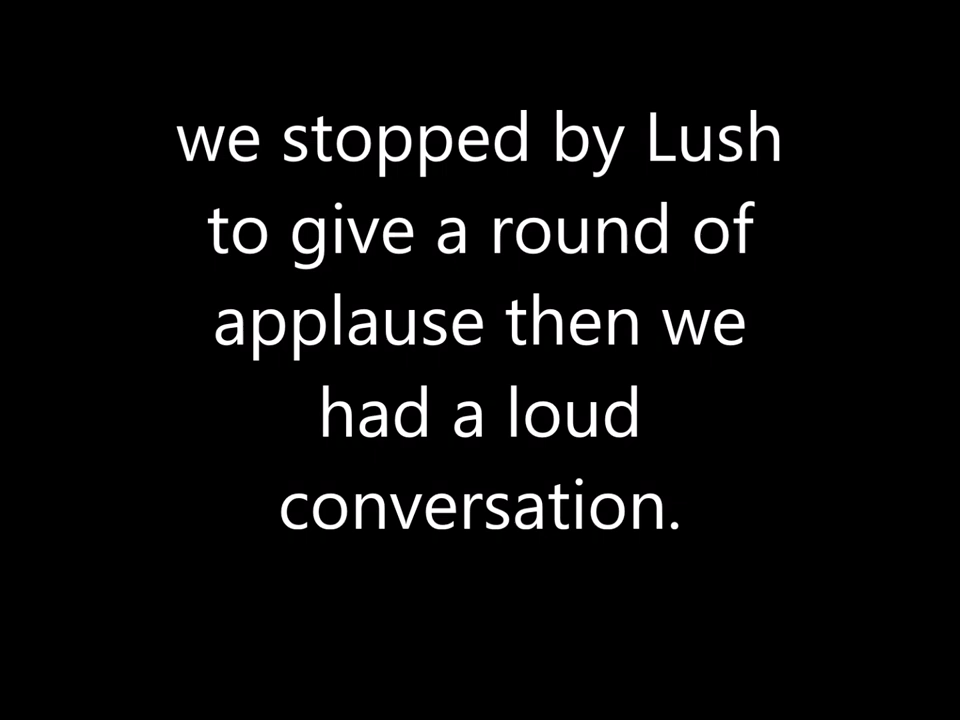 we stopped by Lush
to give a round of
applause then we
had a loud
conversation.